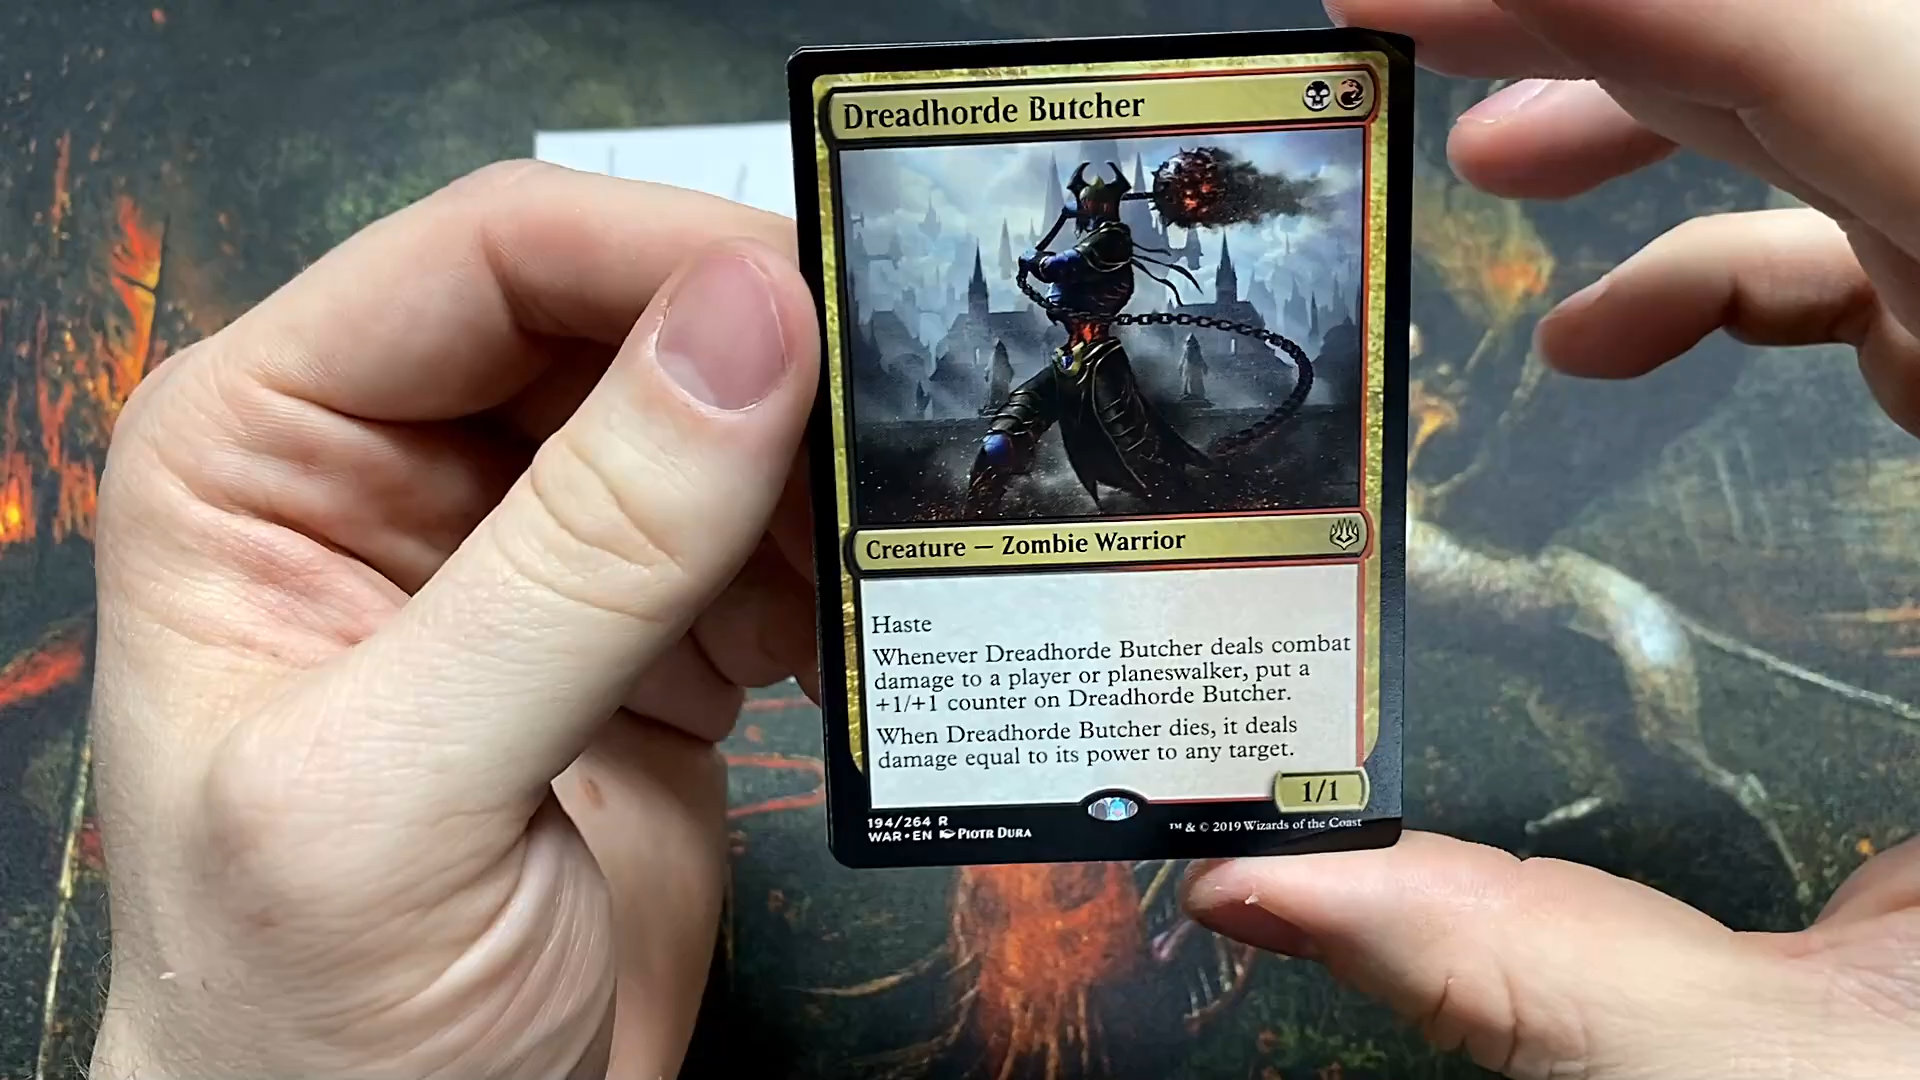 Dreadhorde Butcher
Creature — Zombie Warrior
Haste
Whenever Dreadhorde Butcher deals combat
damage to a player or planeswalker, put a
+1/+1 counter on Dreadhorde Butcher.
When Dreadhorde Butcher dies, it deals
damage equal to its power to any target.
1/1
194/264 R
WAR • EN Piotr Dura
™ & © 2019 Wizards of the Coast